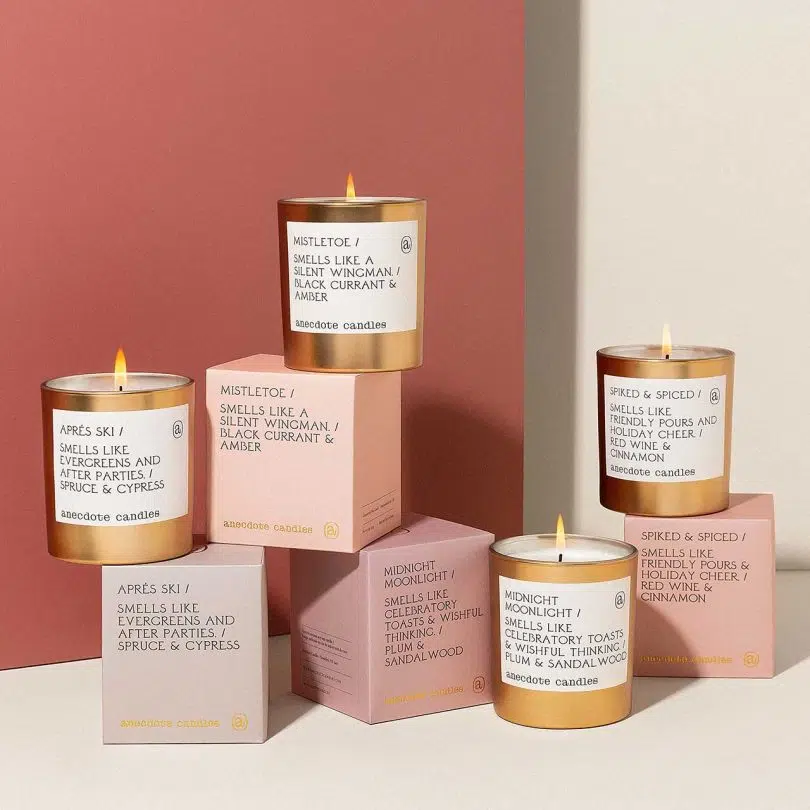 MISTLETOE /
@
SMELLS LIKE A
SILENT WINGMAN. /
BLACK CURRANT &
AMBER
anecdote candles
MISTLETOE /
SMELLS LIKE A
SILENT WINGMAN. /
BLACK CURRANT &
AMBER
anecdote candles @
APRÉS SKI /
@
SMELLS LIKE
EVERGREENS AND
AFTER PARTIES. /
SPRUCE & CYPRESS
anecdote candles
APRÉS SKI /
SMELLS LIKE
EVERGREENS AND
AFTER PARTIES. /
SPRUCE & CYPRESS
anecdote candles @
MIDNIGHT
MOONLIGHT /
SMELLS LIKE
CELEBRATORY
TOASTS & WISHFUL
THINKING. /
PLUM &
SANDALWOOD
anecdote candles @
MIDNIGHT
MOONLIGHT /
@
SMELLS LIKE
CELEBRATORY TOASTS
& WISHFUL THINKING. /
PLUM & SANDALWOOD
anecdote candles
SPIKED & SPICED /
@
SMELLS LIKE
FRIENDLY POURS AND
HOLIDAY CHEER. /
RED WINE &
CINNAMON
anecdote candles
SPIKED & SPICED /
SMELLS LIKE
FRIENDLY POURS &
HOLIDAY CHEER. /
RED WINE &
CINNAMON
anecdote candles @